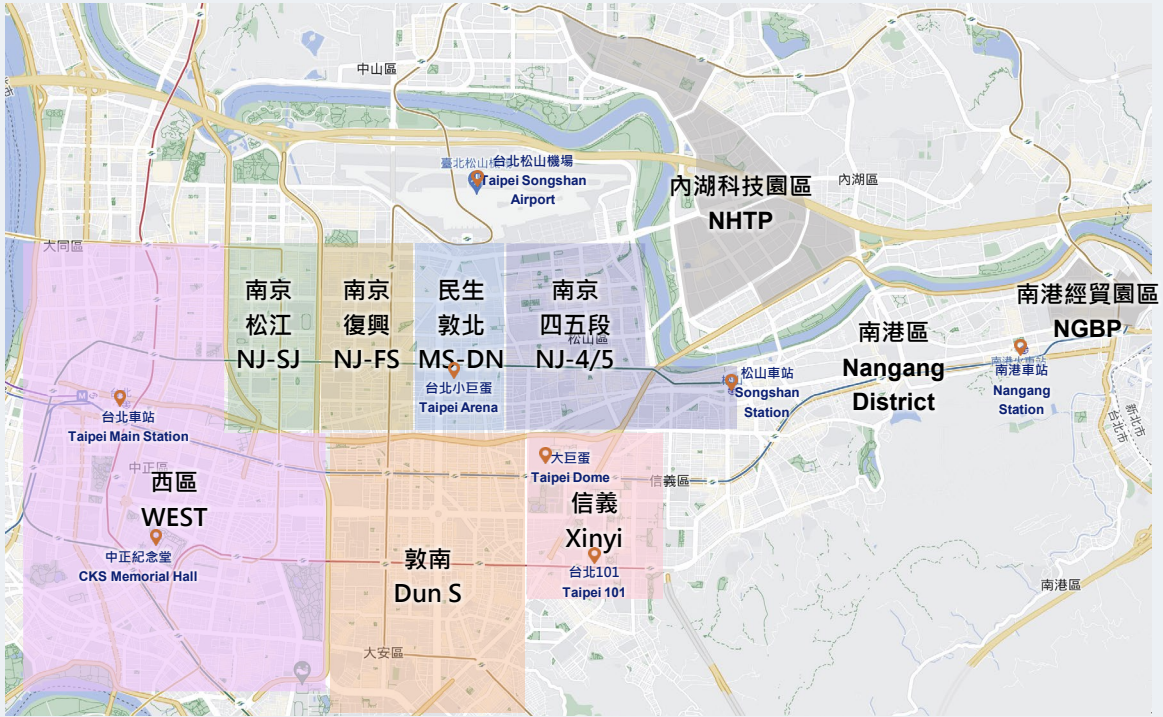 中山區
臺北松山機
台北松山機場
Taipei Songshan
Airport
內湖科技園區
NHTP
內湖區
大同區
南京
松江
NJ-SJ
南京
復興
NJ-FS
民生
敦北
MS-DN
台北小巨蛋
Taipei Arena
南京
四五段
松山區
NJ-4/5
松山車站
Songshan
Station
南港區
Nangang
District
南港經貿園區
NGBP
南港車站
Nangang
Station
新北市
台北市
台北車站
Taipei Main Station
中正區
西區
WEST
中正紀念堂
CKS Memorial Hall
敦南
Dun S
大安區
大巨蛋
Taipei Dome
信義區
信義
Xinyi
台北101
Taipei 101
南港區